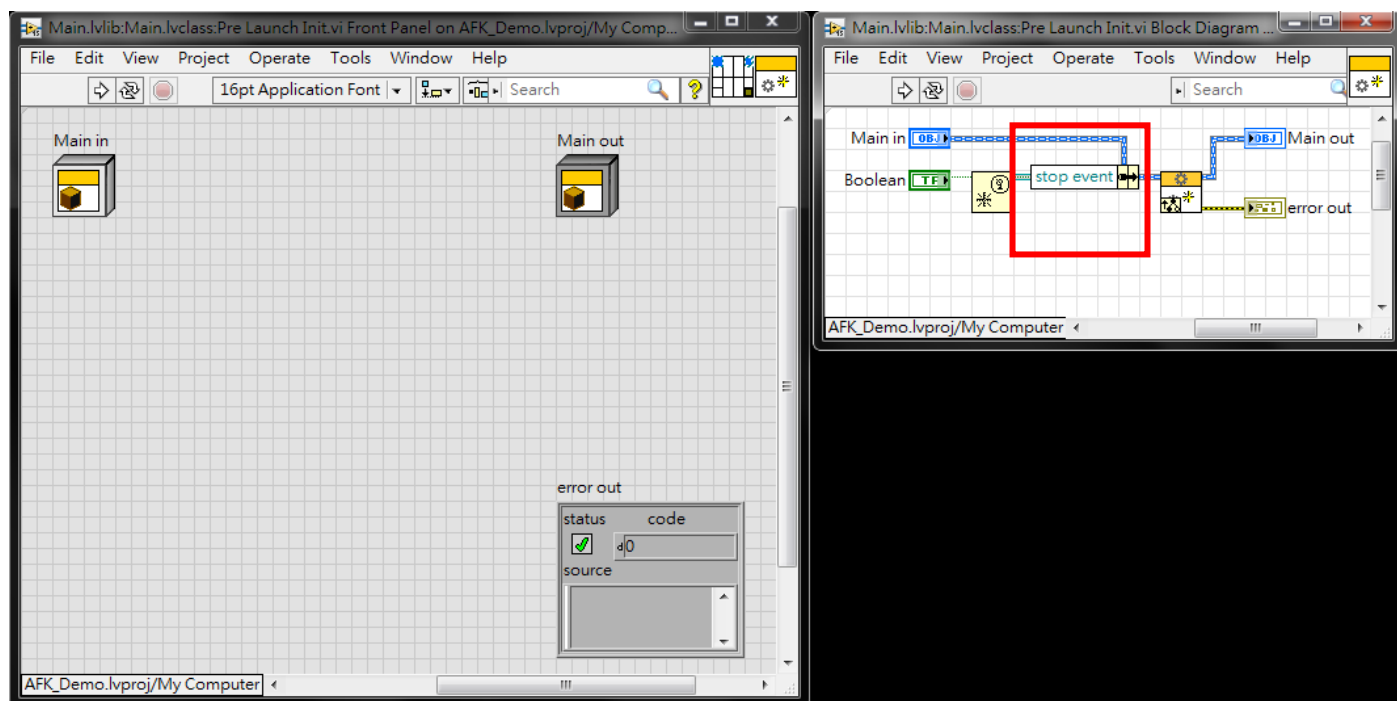 Main.lvlib:Main.lvclass:Pre Launch Init.vi Front Panel on AFK_Demo.lvproj/My Comp...
File Edit View Project Operate Tools Window Help
16pt Application Font
Search
Main in
Main out
error out
status code
d0
source
AFK_Demo.lvproj/My Computer
Main.lvlib:Main.lvclass:Pre Launch Init.vi Block Diagram ...
File Edit View Project Operate Tools Window Help
Search
Main in OBJ
OBJ Main out
Boolean TF
stop event
error out
AFK_Demo.lvproj/My Computer